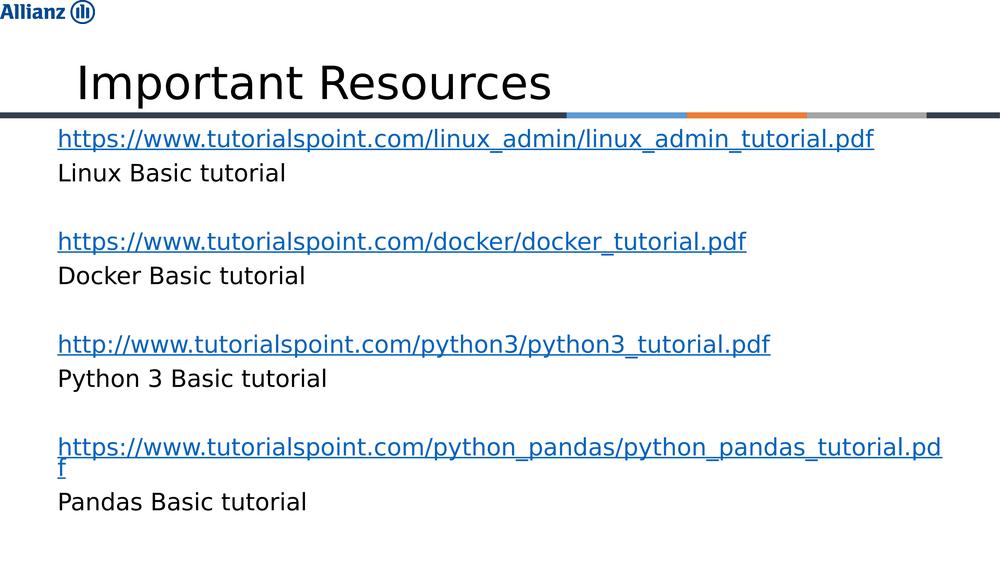 Allianz
Important Resources
https://www.tutorialspoint.com/linux_admin/linux_admin_tutorial.pdf
Linux Basic tutorial
https://www.tutorialspoint.com/docker/docker_tutorial.pdf
Docker Basic tutorial
http://www.tutorialspoint.com/python3/python3_tutorial.pdf
Python 3 Basic tutorial
https://www.tutorialspoint.com/python_pandas/python_pandas_tutorial.pd
f
Pandas Basic tutorial